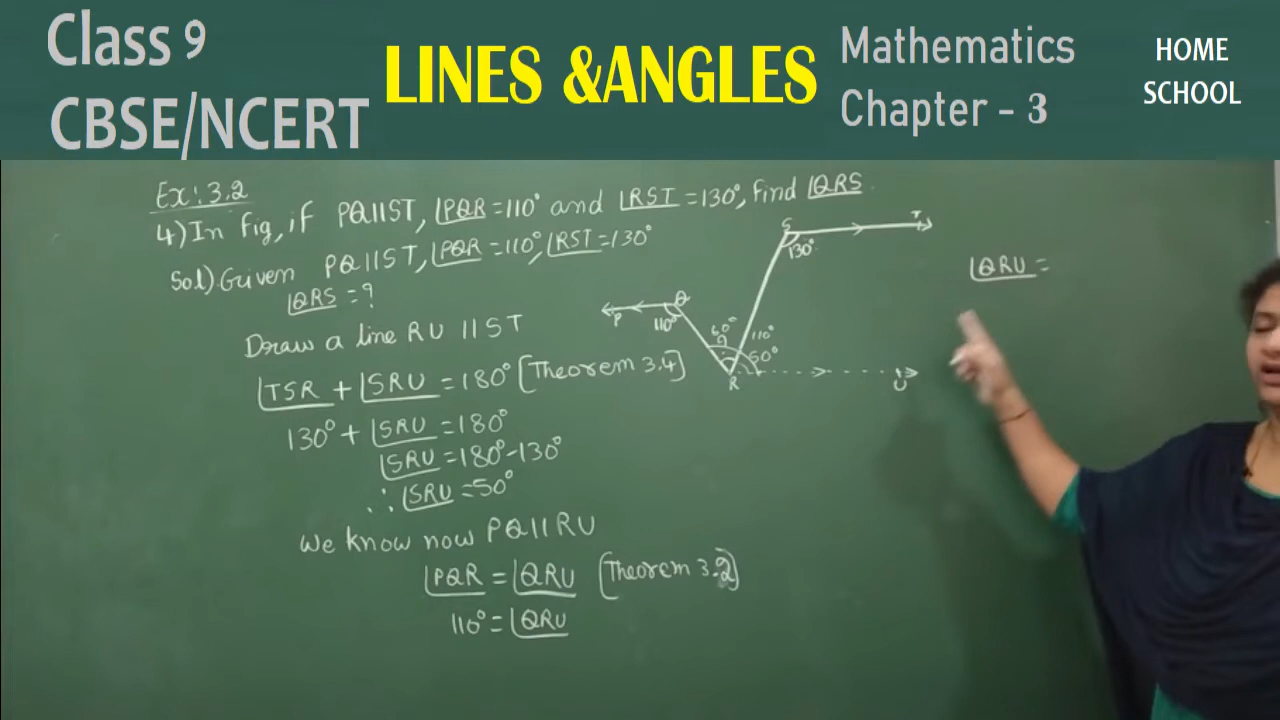 Class 9
CBSE/NCERT
LINES &ANGLES
Mathematics
Chapter - 3
HOME
SCHOOL
Ex: 3.2
4) In fig, if PQ||ST, ∠PQR = 110° and ∠RST = 130°, find ∠QRS.
Sol). Given PQ||ST, ∠PQR = 110°, ∠RST = 130°
∠QRS = ?
Draw a line RU || ST
∠TSR + ∠SRU = 180° [Theorem 3.4]
130° + ∠SRU = 180°
∠SRU = 180° - 130°
∴ ∠SRU = 50°
We know now PQ || RU
∠PQR = ∠QRU [Theorem 3.2]
110° = ∠QRU
S
T
130°
P
Q
110°
60°
?
110°
50°
R
U
∠QRU =